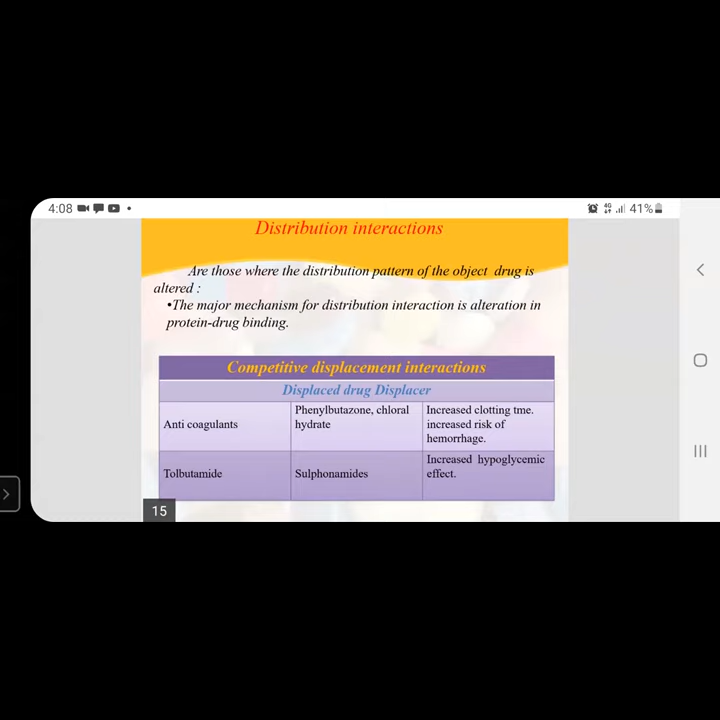 4:08
4G
41%
Distribution interactions
Are those where the distribution pattern of the object drug is
altered :
•The major mechanism for distribution interaction is alteration in
protein-drug binding.
Competitive displacement interactions
Displaced drug Displacer
Anti coagulants
Phenylbutazone, chloral
hydrate
Increased clotting tme.
increased risk of
hemorrhage.
Tolbutamide
Sulphonamides
Increased hypoglycemic
effect.
15